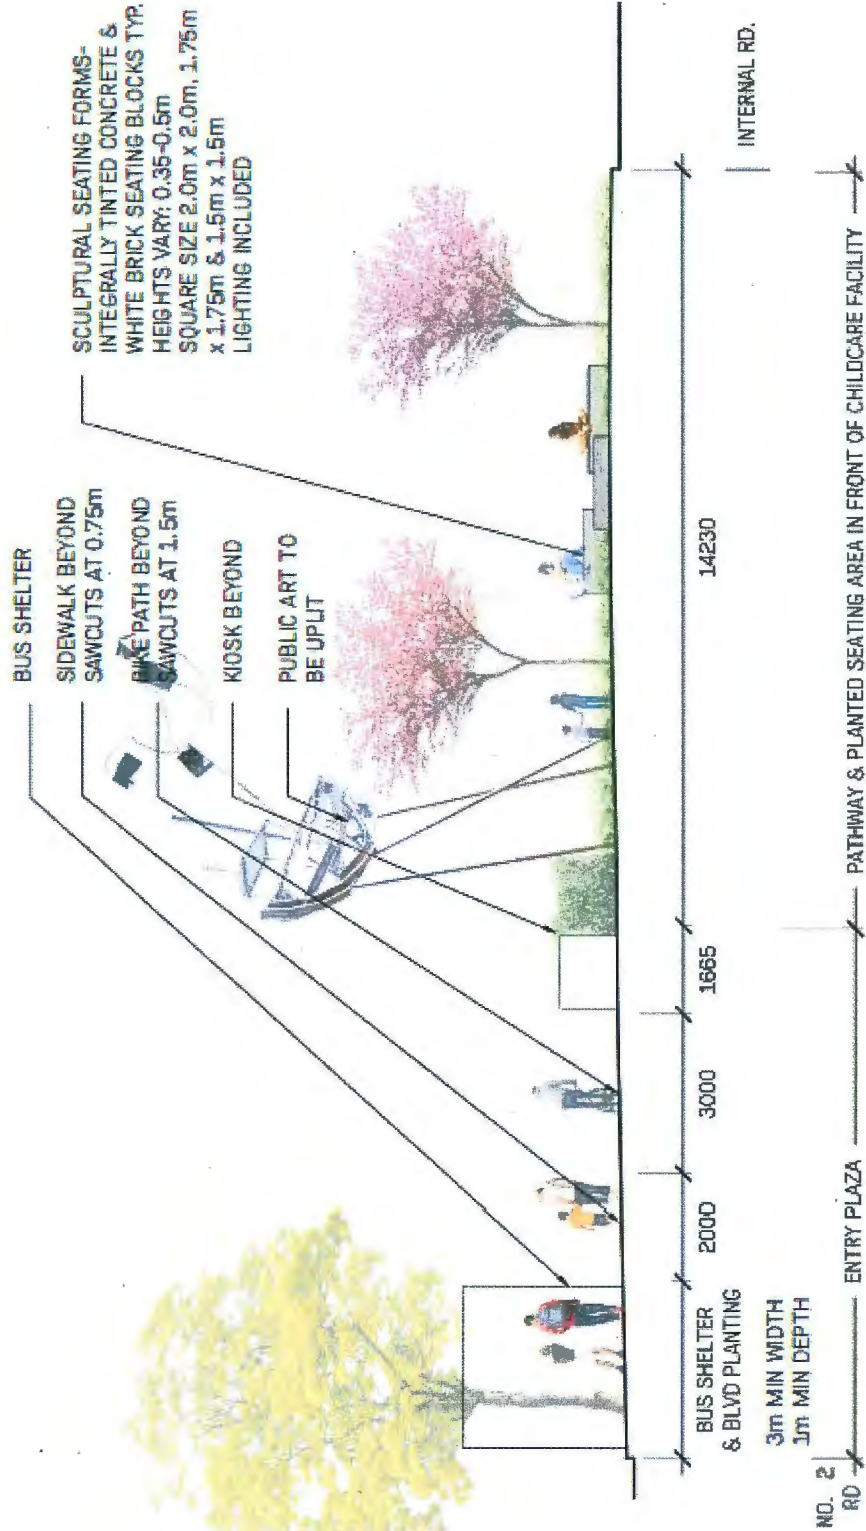 BUS SHELTER
SIDEWALK BEYOND
SAWCUTS AT 0.75m
BIKE PATH BEYOND
SAWCUTS AT 1.5m
KIOSK BEYOND
PUBLIC ART TO
BE UPLIT
SCULPTURAL SEATING FORMS-
INTEGRALLY TINTED CONCRETE &
WHITE BRICK SEATING BLOCKS TYP.
HEIGHTS VARY: 0.35-0.5m
SQUARE SIZE 2.0m x 2.0m, 1.75m
x 1.75m & 1.5m x 1.5m
LIGHTING INCLUDED
BUS SHELTER
& BLVD PLANTING
3m MIN WIDTH
1m MIN DEPTH
2000
3000
1665
14230
INTERNAL RD.
NO. 2
RD
ENTRY PLAZA
PATHWAY & PLANTED SEATING AREA IN FRONT OF CHILDCARE FACILITY